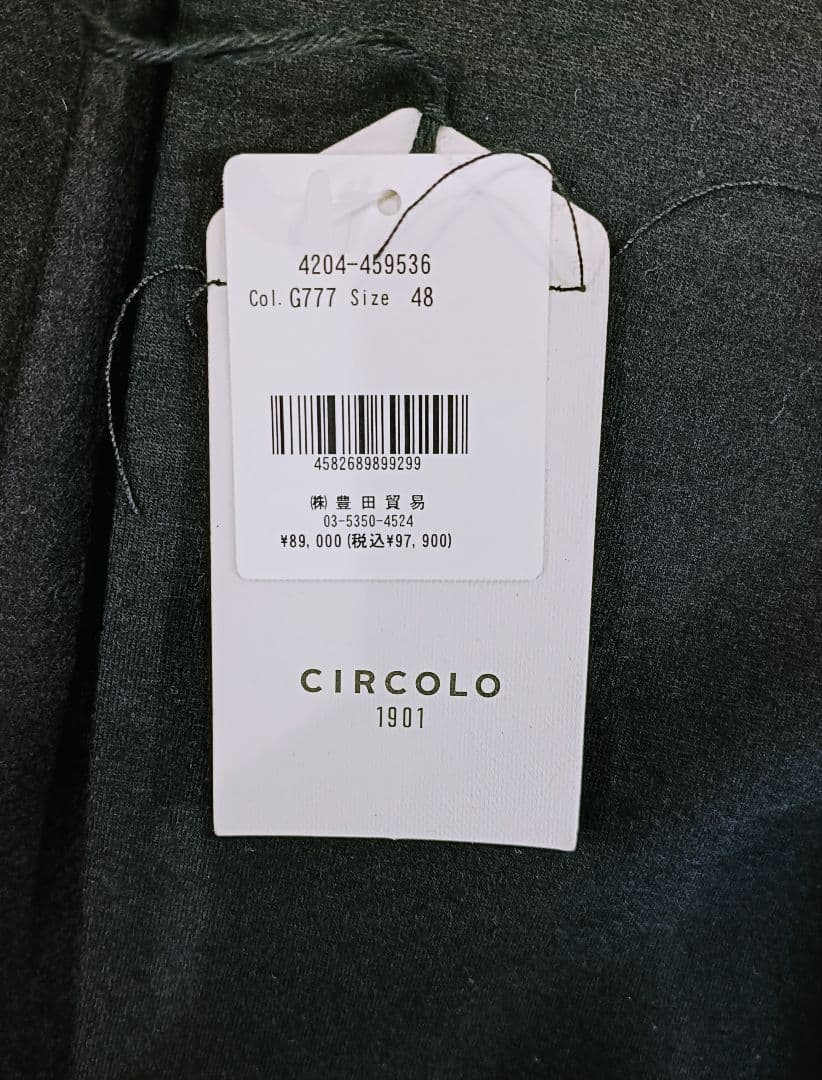 4204-459536
Col. G777 Size 48
4582689899299
㈱ 豊田貿易
03-5350-4524
¥89,000(税込¥97,900)
CIRCOLO
1901